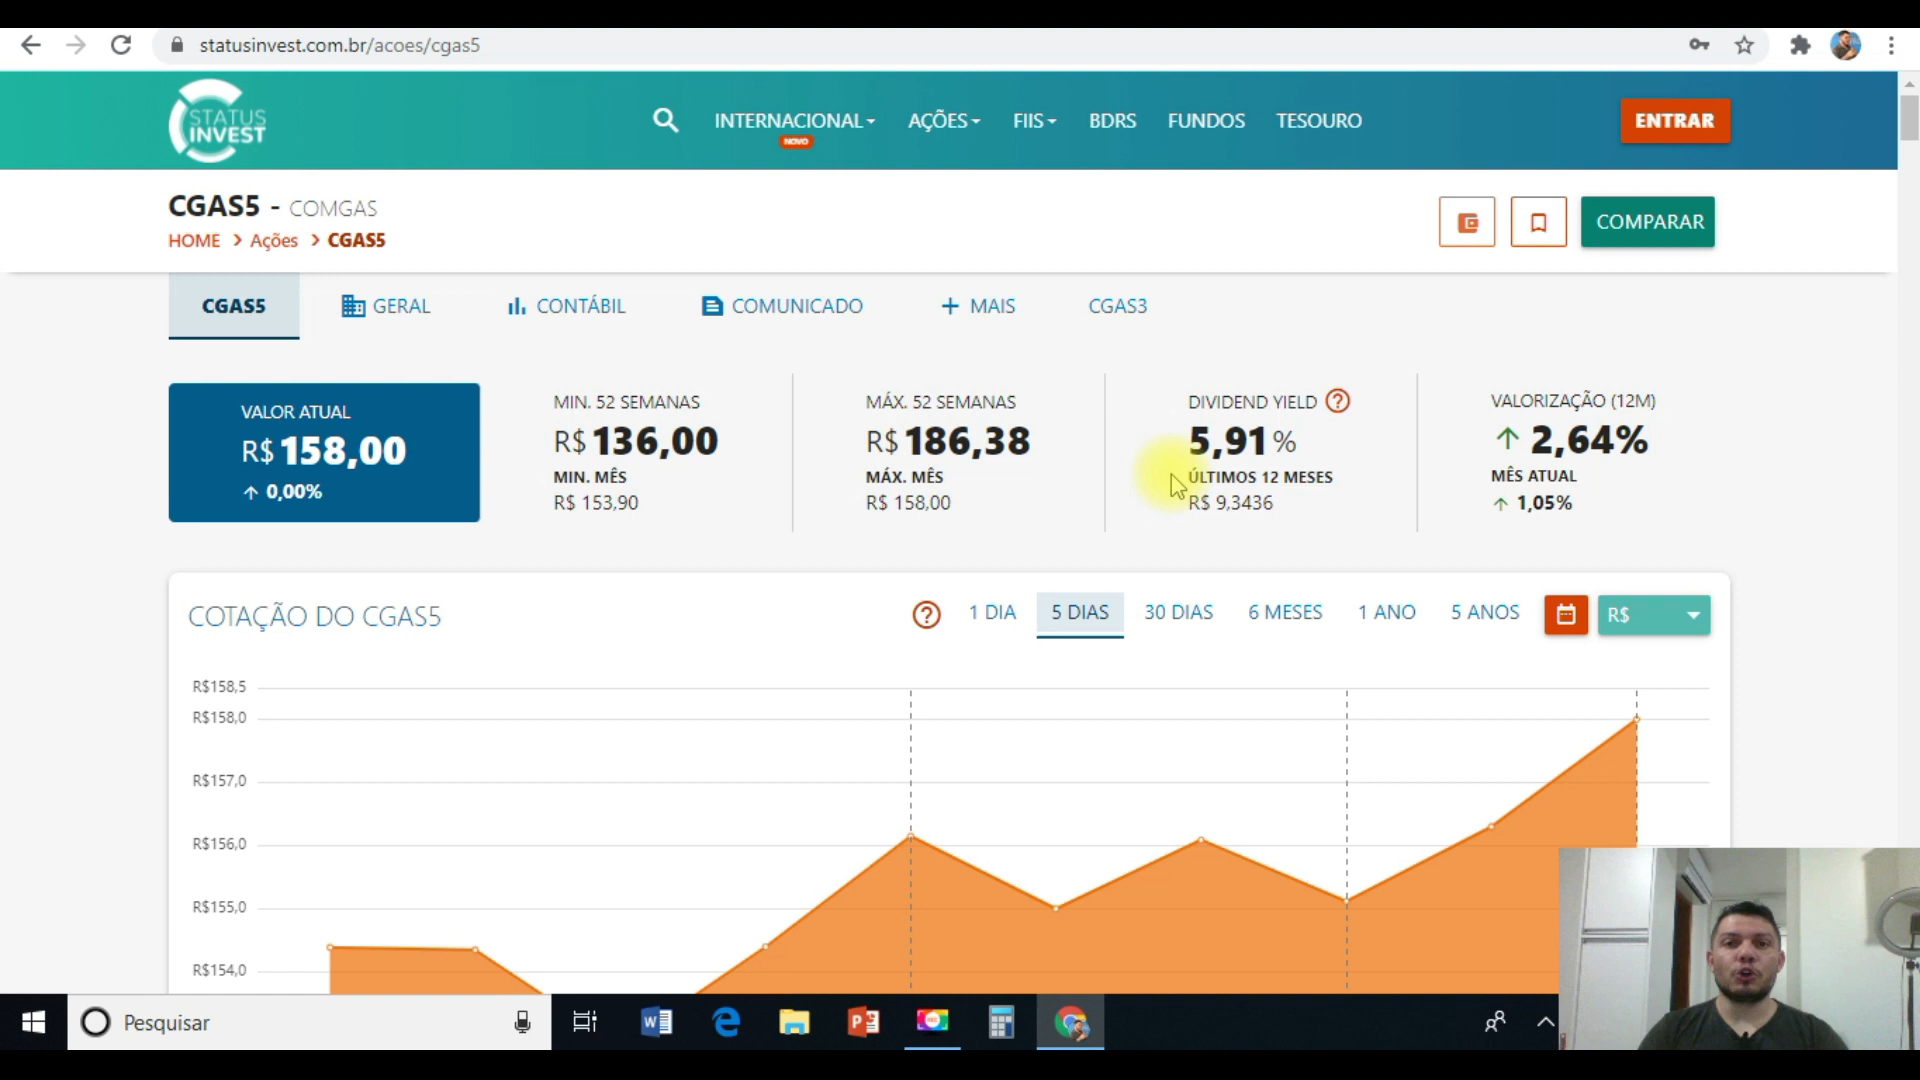 statusinvest.com.br/acoes/cgas5
STATUS
INVEST
INTERNACIONAL
NOVO
AÇÕES
FIIS
BDRS
FUNDOS
TESOURO
ENTRAR
CGAS5 - COMGAS
HOME > Ações > CGAS5
COMPARAR
CGAS5
GERAL
CONTÁBIL
COMUNICADO
+ MAIS
CGAS3
VALOR ATUAL
R$ 158,00
↑ 0,00%
MIN. 52 SEMANAS
R$ 136,00
MIN. MÊS
R$ 153,90
MÁX. 52 SEMANAS
R$ 186,38
MÁX. MÊS
R$ 158,00
DIVIDEND YIELD ?
5,91 %
ÚLTIMOS 12 MESES
R$ 9,3436
VALORIZAÇÃO (12M)
↑ 2,64%
MÊS ATUAL
↑ 1,05%
COTAÇÃO DO CGAS5
?
1 DIA
5 DIAS
30 DIAS
6 MESES
1 ANO
5 ANOS
R$
R$158,5
R$158,0
R$157,0
R$156,0
R$155,0
R$154,0
Pesquisar